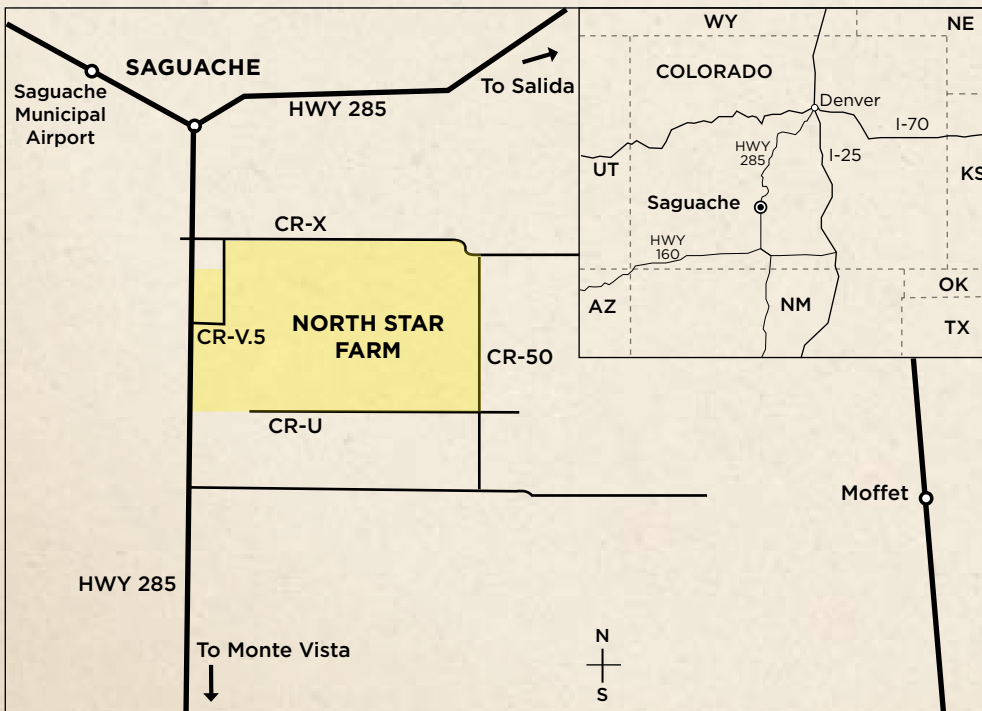 SAGUACHE
Saguache
Municipal
Airport
HWY 285
To Salida
CR-X
CR-V.5
NORTH STAR
FARM
CR-50
CR-U
HWY 285
To Monte Vista
Moffet
N
S
WY
NE
COLORADO
Denver
I-70
HWY
285
I-25
UT
KS
Saguache
HWY
160
AZ
NM
OK
TX